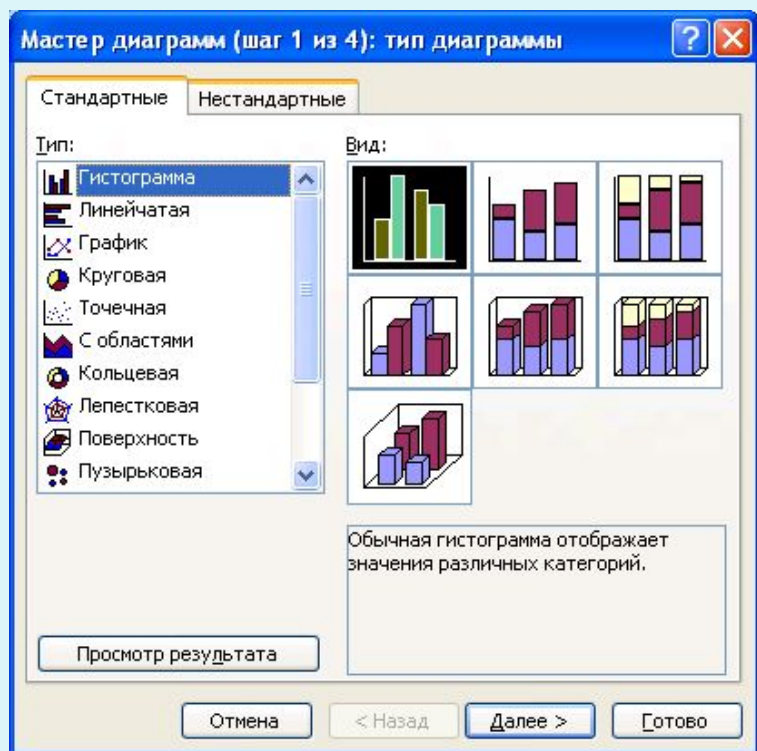 Мастер диаграмм (шаг 1 из 4): тип диаграммы
Стандартные
Нестандартные
Тип:
Гистограмма
Линейчатая
График
Круговая
Точечная
С областями
Кольцевая
Лепестковая
Поверхность
Пузырьковая
Вид:
Обычная гистограмма отображает
значения различных категорий.
Просмотр результата
Отмена
< Назад
Далее >
Готово